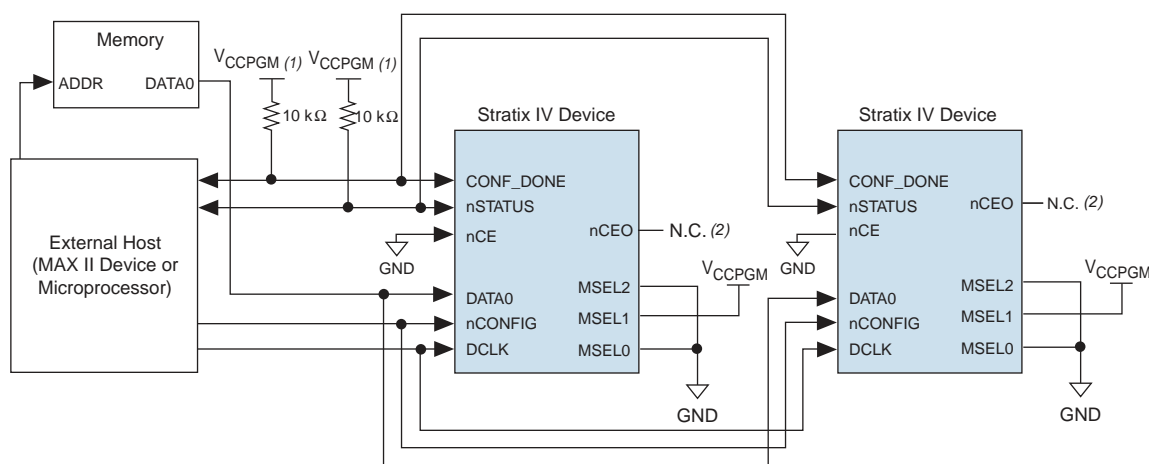 Memory
ADDR
DATA0
VCCPGM (1)
VCCPGM (1)
10 kΩ
10 kΩ
External Host
(MAX II Device or
Microprocessor)
Stratix IV Device
CONF_DONE
nSTATUS
nCE
GND
DATA0
nCONFIG
DCLK
nCEO
N.C. (2)
MSEL2
MSEL1
MSEL0
VCCPGM
GND
Stratix IV Device
CONF_DONE
nSTATUS
nCE
GND
DATA0
nCONFIG
DCLK
nCEO
N.C. (2)
MSEL2
MSEL1
MSEL0
VCCPGM
GND